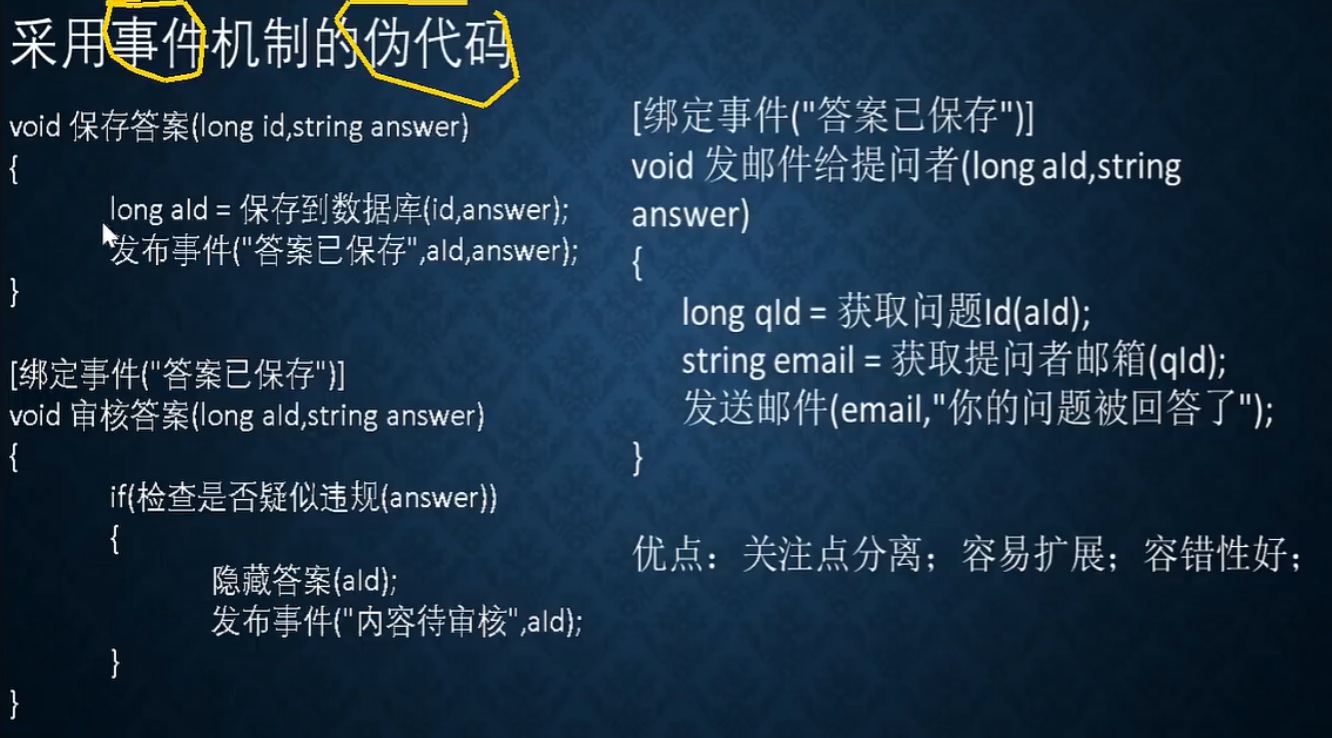 采用事件机制的伪代码
void 保存答案(long id,string answer)
{
long aId = 保存到数据库(id,answer);
发布事件("答案已保存",aId,answer);
}
[绑定事件("答案已保存")]
void 审核答案(long aId,string answer)
{
if(检查是否疑似违规(answer))
{
隐藏答案(aId);
发布事件("内容待审核",aId);
}
}
[绑定事件("答案已保存")]
void 发邮件给提问者(long aId,string
answer)
{
long qId = 获取问题Id(aId);
string email = 获取提问者邮箱(qId);
发送邮件(email,"你的问题被回答了");
}
优点：关注点分离；容易扩展；容错性好；